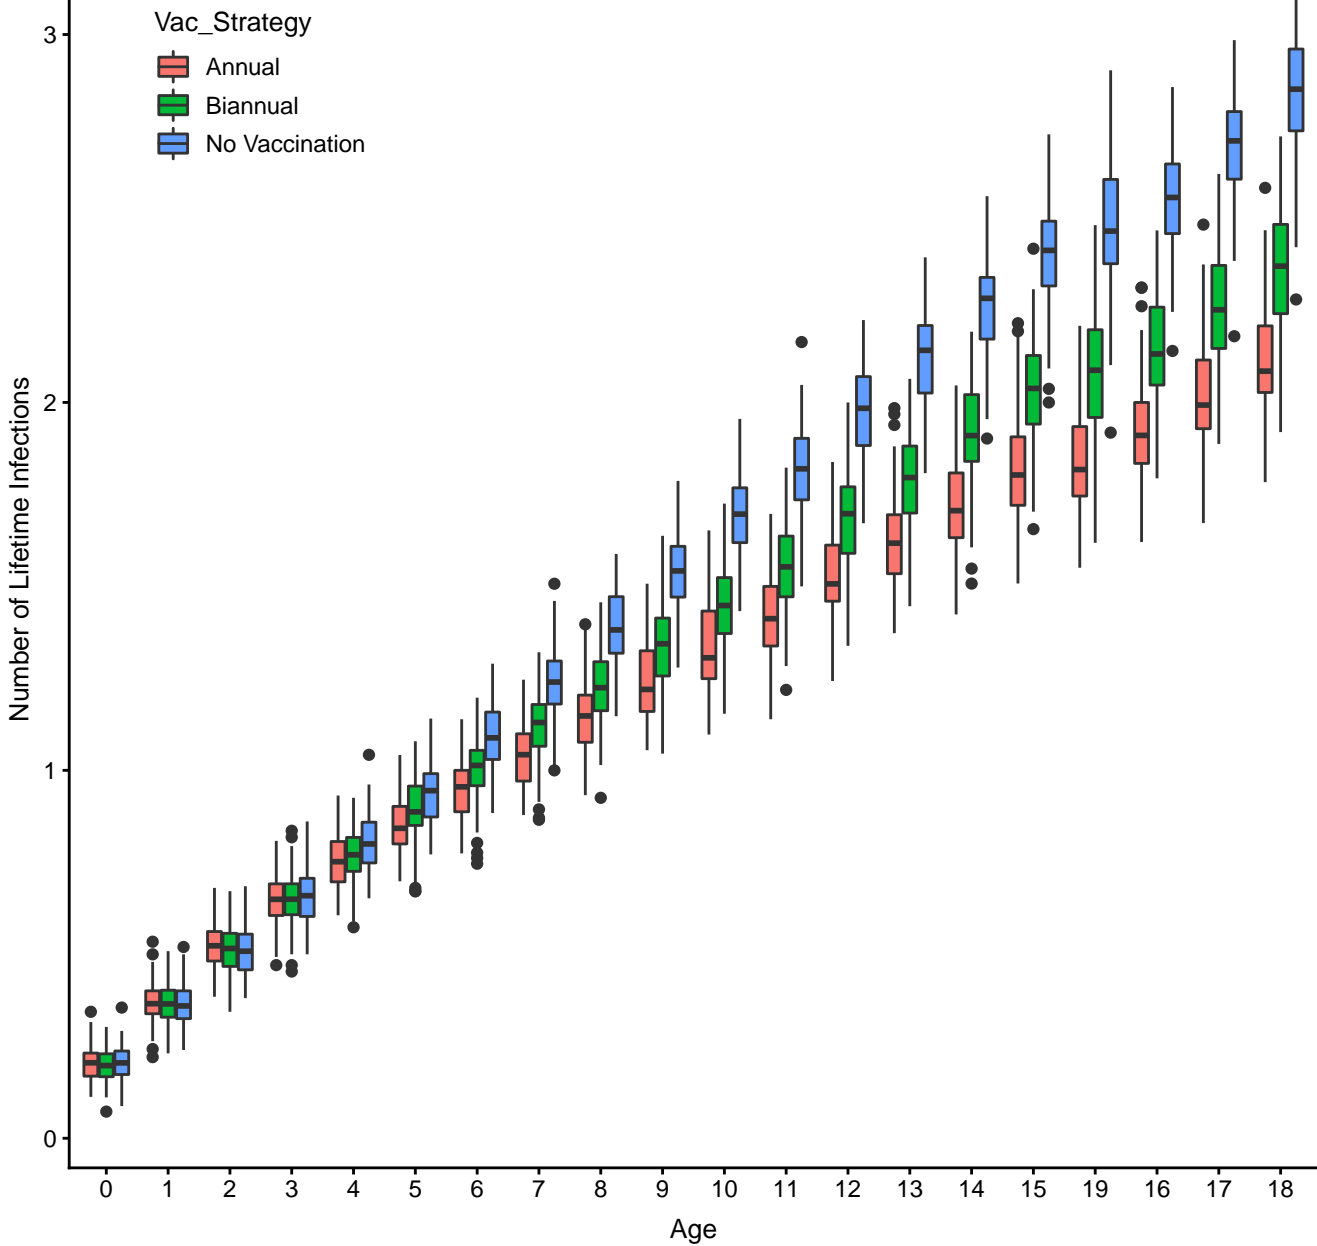 Vac_Strategy
Annual
Biannual
No Vaccination
3
2
1
0
Number of Lifetime Infections
0 1 2 3 4 5 6 7 8 9 10 11 12 13 14 15 19 16 17 18
Age